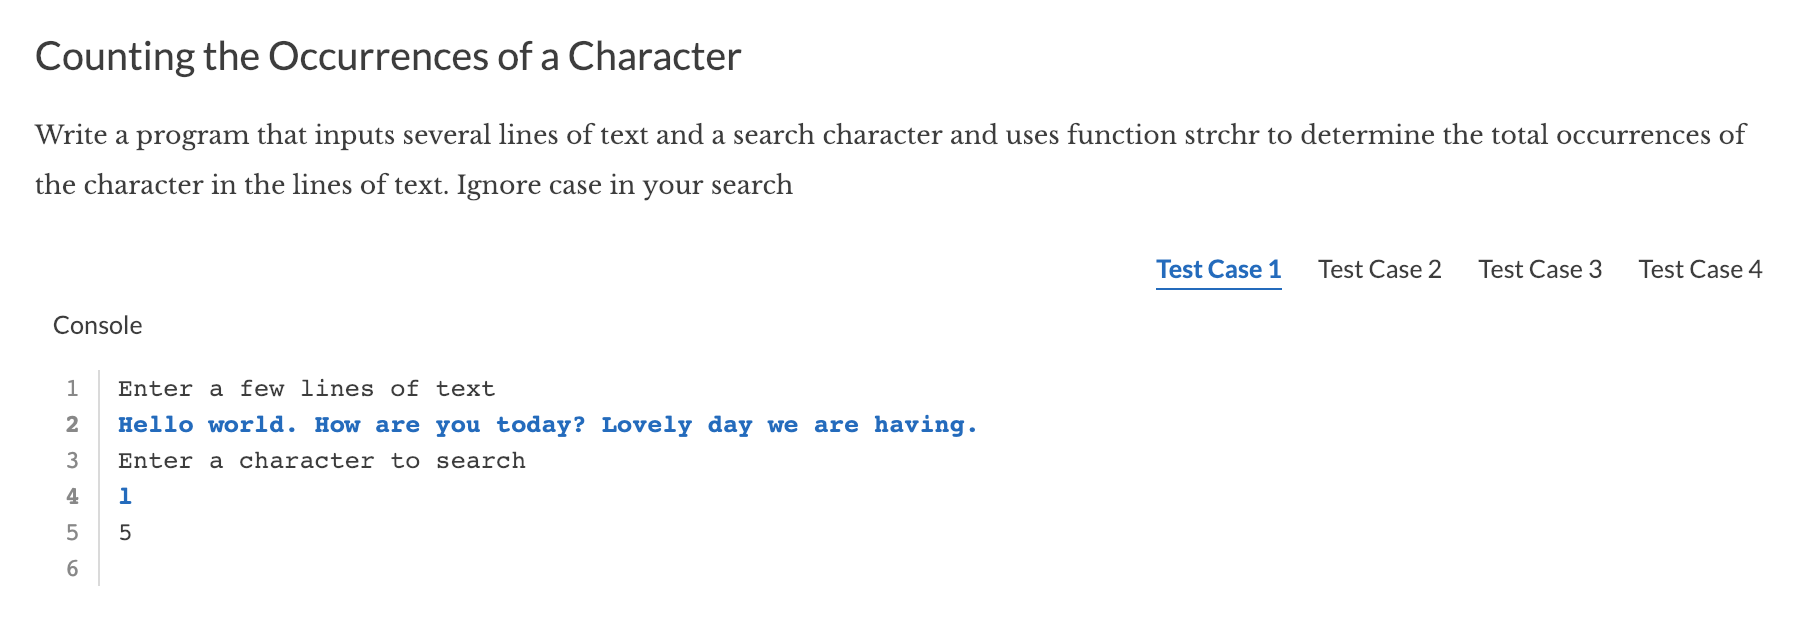 Counting the Occurrences of a Character
Write a program that inputs several lines of text and a search character and uses function strchr to determine the total occurrences of
the character in the lines of text. Ignore case in your search
Test Case 1 Test Case 2 Test Case 3 Test Case 4
Console
1 Enter a few lines of text
2 Hello world. How are you today? Lovely day we are having.
3 Enter a character to search
4 l
5 5
6